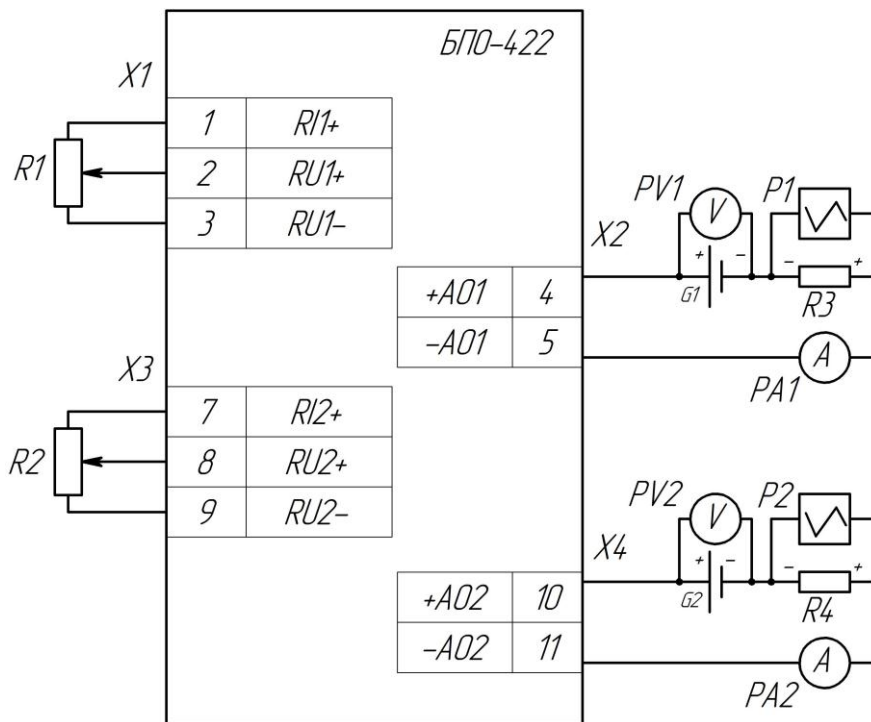 БПО-422
X1
1 RI1+
R1
2 RU1+
3 RU1-
PV1
V
P1
X2
+ -
- +
G1
R3
+AO1 4
-AO1 5
A
PA1
X3
7 RI2+
R2
8 RU2+
9 RU2-
PV2
V
P2
X4
+ -
- +
G2
R4
+AO2 10
-AO2 11
A
PA2